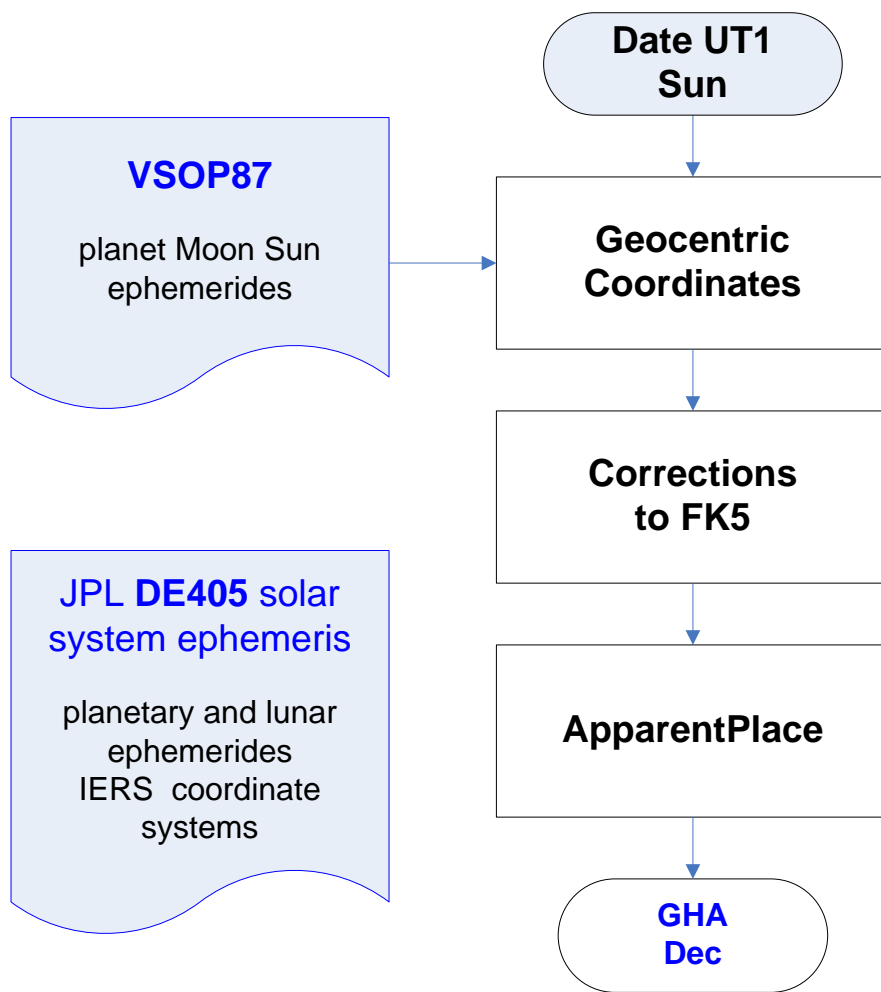 Date UT1
Sun
VSOP87
planet Moon Sun
ephemerides
Geocentric
Coordinates
Corrections
to FK5
JPL DE405 solar
system ephemeris
planetary and lunar
ephemerides
IERS coordinate
systems
ApparentPlace
GHA
Dec